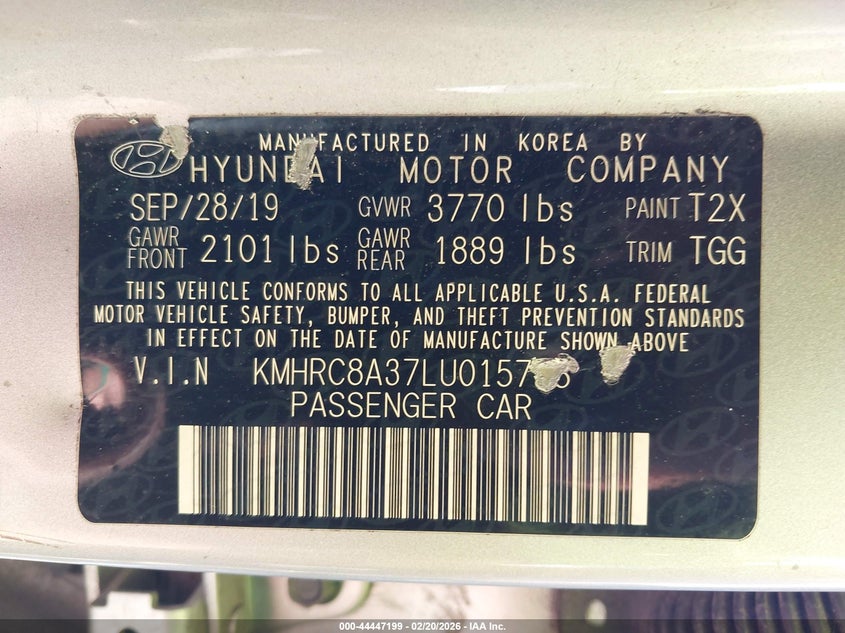 MANUFACTURED IN KOREA BY
HYUNDAI MOTOR COMPANY
SEP/28/19 GVWR 3770 lbs PAINT T2X
GAWR FRONT 2101 lbs GAWR REAR 1889 lbs TRIM TGG
THIS VEHICLE CONFORMS TO ALL APPLICABLE U.S.A. FEDERAL
MOTOR VEHICLE SAFETY, BUMPER, AND THEFT PREVENTION STANDARDS
IN EFFECT ON THE DATE OF MANUFACTURE SHOWN ABOVE
V.I.N
PASSENGER CAR
000-44447199 - 02/20/2026 - IAA Inc.